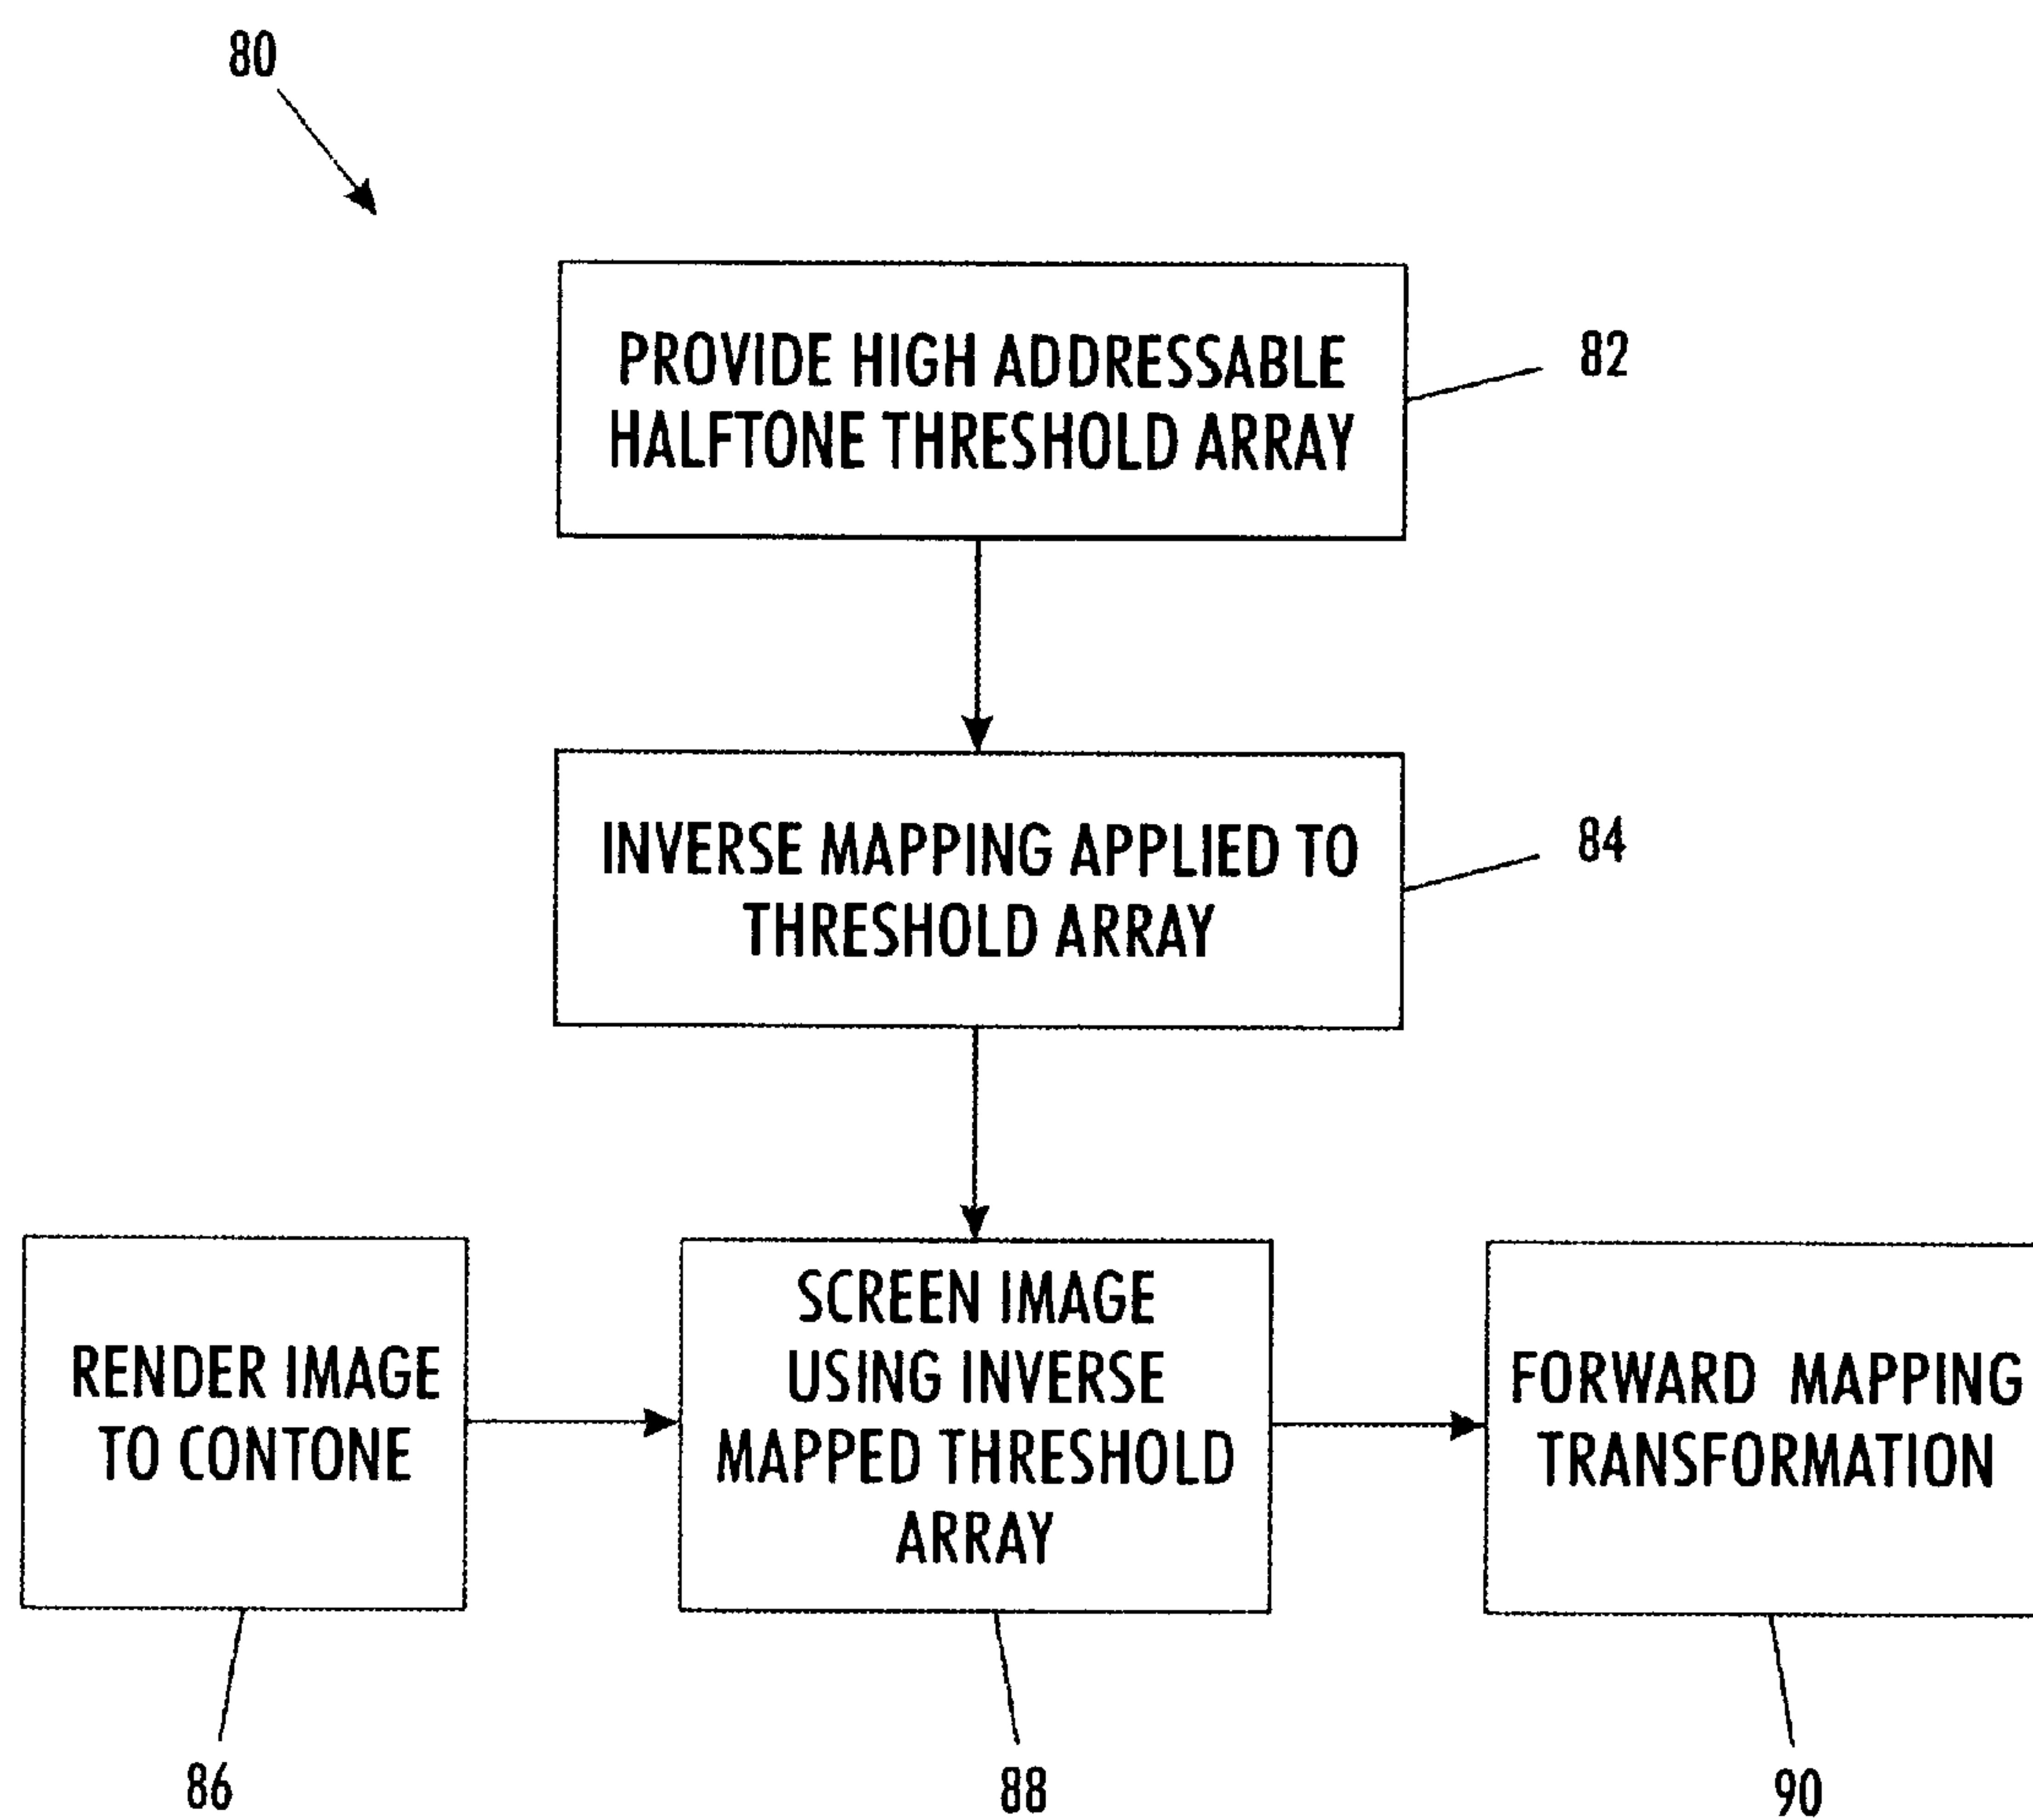 80
PROVIDE HIGH ADDRESSABLE
HALFTONE THRESHOLD ARRAY
82
INVERSE MAPPING APPLIED TO
THRESHOLD ARRAY
84
RENDER IMAGE
TO CONTONE
SCREEN IMAGE
USING INVERSE
MAPPED THRESHOLD
ARRAY
FORWARD MAPPING
TRANSFORMATION
86
88
90